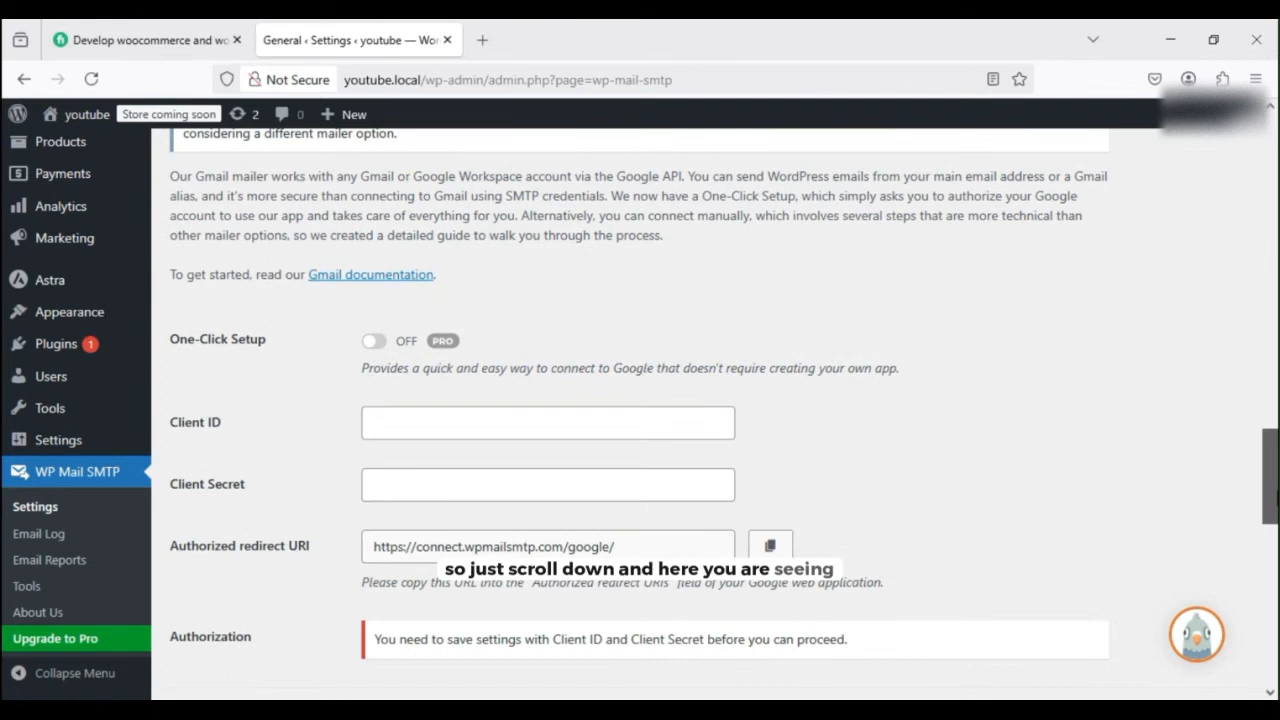 Develop woocommerce and wo
General ‹ Settings ‹ youtube — Wor
Not Secure
youtube.local/wp-admin/admin.php?page=wp-mail-smtp
youtube
Store coming soon
2
0
New
Products
Payments
Analytics
Marketing
Astra
Appearance
Plugins 1
Users
Tools
Settings
WP Mail SMTP
Settings
Email Log
Email Reports
Tools
About Us
Upgrade to Pro
Collapse Menu
considering a different mailer option.
Our Gmail mailer works with any Gmail or Google Workspace account via the Google API. You can send WordPress emails from your main email address or a Gmail
alias, and it's more secure than connecting to Gmail using SMTP credentials. We now have a One-Click Setup, which simply asks you to authorize your Google
account to use our app and takes care of everything for you. Alternatively, you can connect manually, which involves several steps that are more technical than
other mailer options, so we created a detailed guide to walk you through the process.
To get started, read our Gmail documentation.
One-Click Setup
OFF PRO
Provides a quick and easy way to connect to Google that doesn't require creating your own app.
Client ID
Client Secret
Authorized redirect URI
https://connect.wpmailsmtp.com/google/
so just scroll down and here you are seeing
Please copy this URL into the "Authorized redirect URIs" field of your Google web application.
Authorization
You need to save settings with Client ID and Client Secret before you can proceed.